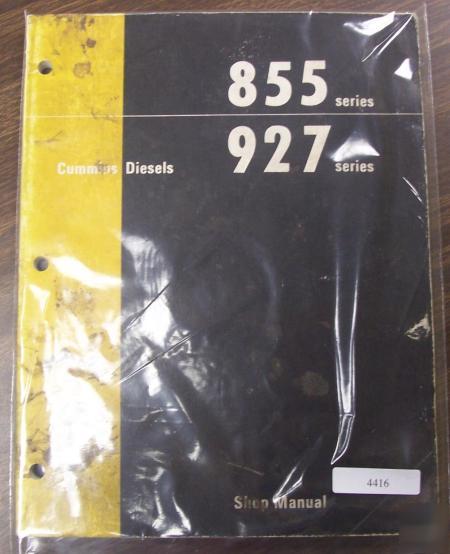 855 series
927 series
Cummins Diesels
Shop Manual
4416